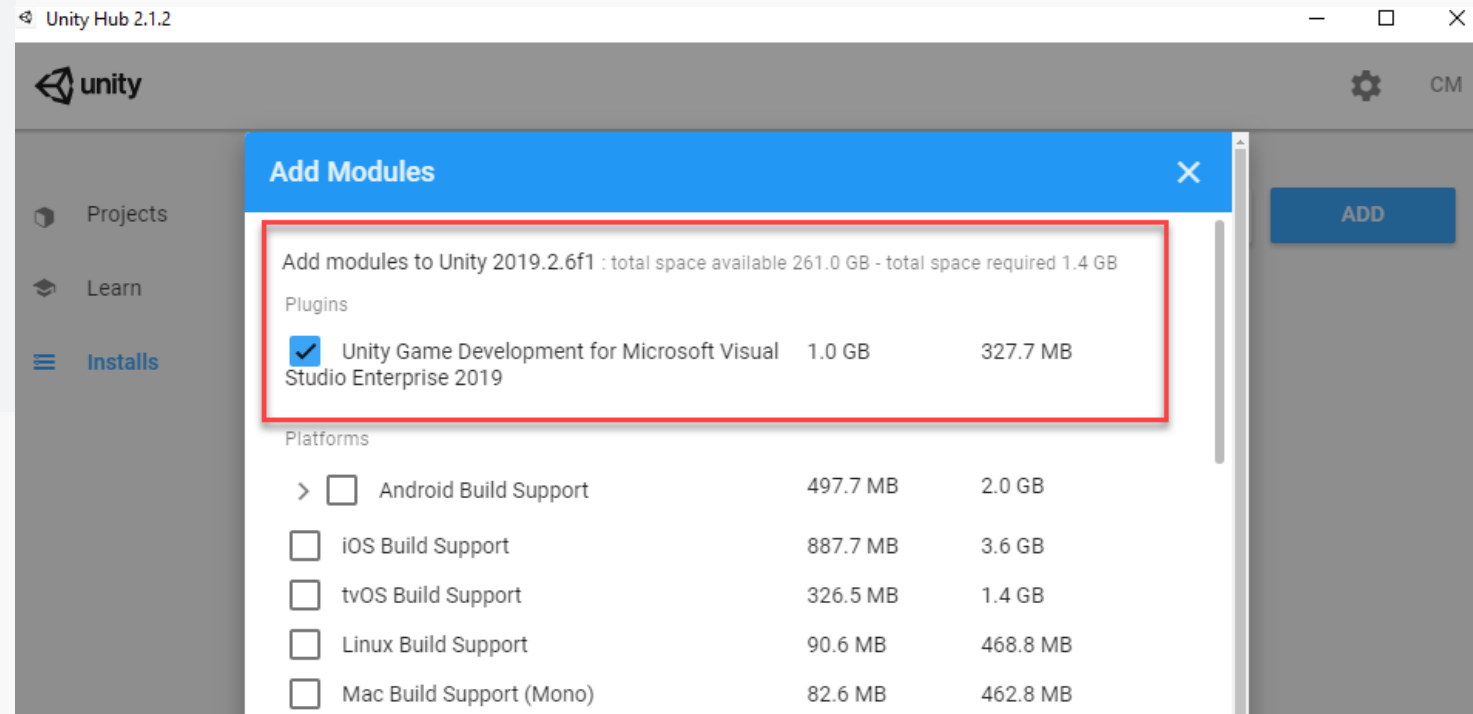 Unity Hub 2.1.2
unity
CM
Add Modules
Projects
ADD
Add modules to Unity 2019.2.6f1 : total space available 261.0 GB - total space required 1.4 GB
Learn
Plugins
Unity Game Development for Microsoft Visual 1.0 GB 327.7 MB
Installs
Studio Enterprise 2019
Platforms
Android Build Support 497.7 MB 2.0 GB
iOS Build Support 887.7 MB 3.6 GB
tvOS Build Support 326.5 MB 1.4 GB
Linux Build Support 90.6 MB 468.8 MB
Mac Build Support (Mono) 82.6 MB 462.8 MB